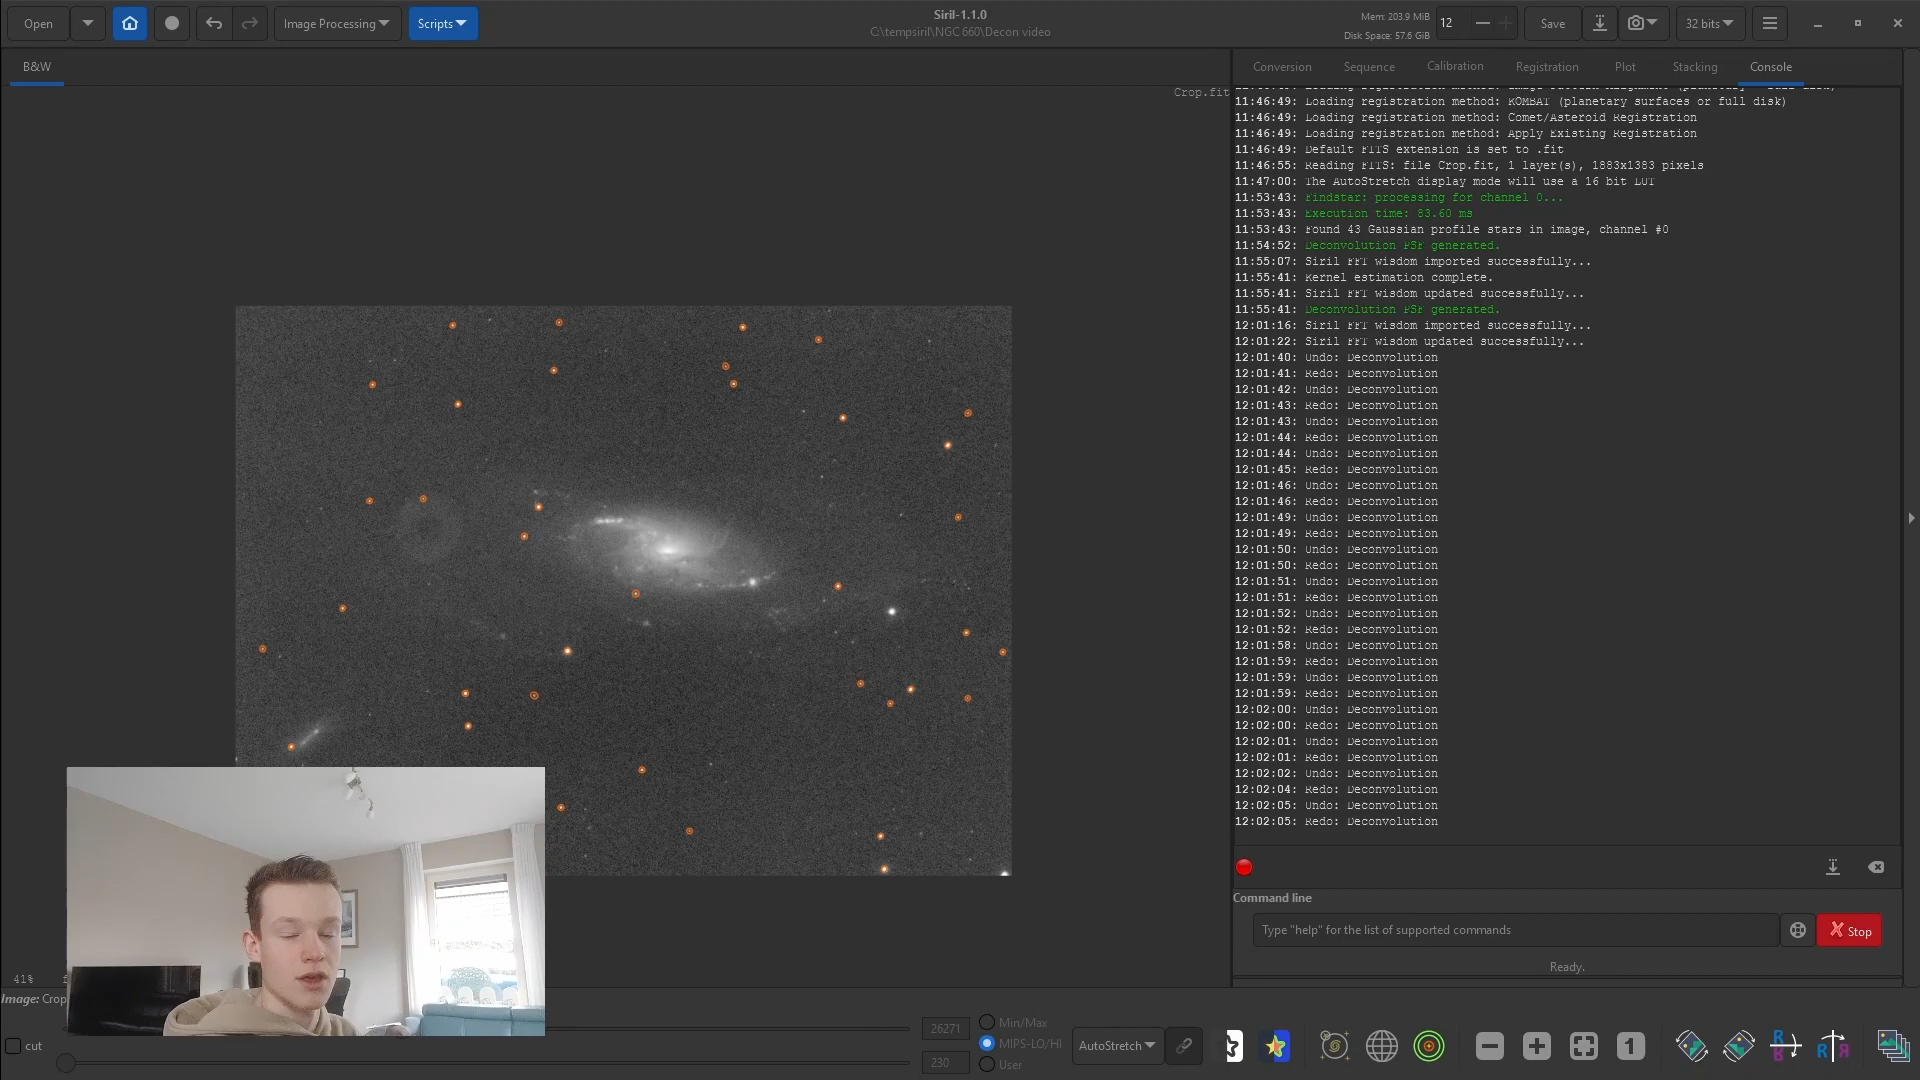 Open
Image Processing
Scripts
Siril-1.1.0
C:\tempsiril\NGC 660\Decon video
Mem: 203.9 MiB
Disk Space: 57.6 GiB
12
Save
32 bits
B&W
Conversion
Sequence
Calibration
Registration
Plot
Stacking
Console
Crop.fit
11:46:49: Loading registration method: KOMBAT (planetary surfaces or full disk)
11:46:49: Loading registration method: Comet/Asteroid Registration
11:46:49: Loading registration method: Apply Existing Registration
11:46:49: Default FITS extension is set to .fit
11:46:55: Reading FITS: file Crop.fit, 1 layer(s), 1883x1383 pixels
11:47:00: The AutoStretch display mode will use a 16 bit LUT
11:53:43: Findstar: processing for channel 0...
11:53:43: Execution time: 83.60 ms
11:53:43: Found 43 Gaussian profile stars in image, channel #0
11:54:52: Deconvolution PSF generated.
11:55:07: Siril FFT wisdom imported successfully...
11:55:41: Kernel estimation complete.
11:55:41: Siril FFT wisdom updated successfully...
11:55:41: Deconvolution PSF generated.
12:01:16: Siril FFT wisdom imported successfully...
12:01:22: Siril FFT wisdom updated successfully...
12:01:40: Undo: Deconvolution
12:01:41: Redo: Deconvolution
12:01:42: Undo: Deconvolution
12:01:43: Redo: Deconvolution
12:01:43: Undo: Deconvolution
12:01:44: Redo: Deconvolution
12:01:44: Undo: Deconvolution
12:01:45: Redo: Deconvolution
12:01:46: Undo: Deconvolution
12:01:46: Redo: Deconvolution
12:01:49: Undo: Deconvolution
12:01:49: Redo: Deconvolution
12:01:50: Undo: Deconvolution
12:01:50: Redo: Deconvolution
12:01:51: Undo: Deconvolution
12:01:51: Redo: Deconvolution
12:01:52: Undo: Deconvolution
12:01:52: Redo: Deconvolution
12:01:58: Undo: Deconvolution
12:01:59: Redo: Deconvolution
12:01:59: Undo: Deconvolution
12:01:59: Redo: Deconvolution
12:02:00: Undo: Deconvolution
12:02:00: Redo: Deconvolution
12:02:01: Undo: Deconvolution
12:02:01: Redo: Deconvolution
12:02:02: Undo: Deconvolution
12:02:04: Redo: Deconvolution
12:02:05: Undo: Deconvolution
12:02:05: Redo: Deconvolution
Command line
Type "help" for the list of supported commands
Stop
Ready.
41%
Image: Crop
cut
26271
230
Min/Max
MIPS-LO/HI
User
AutoStretch
1
R
B
R R